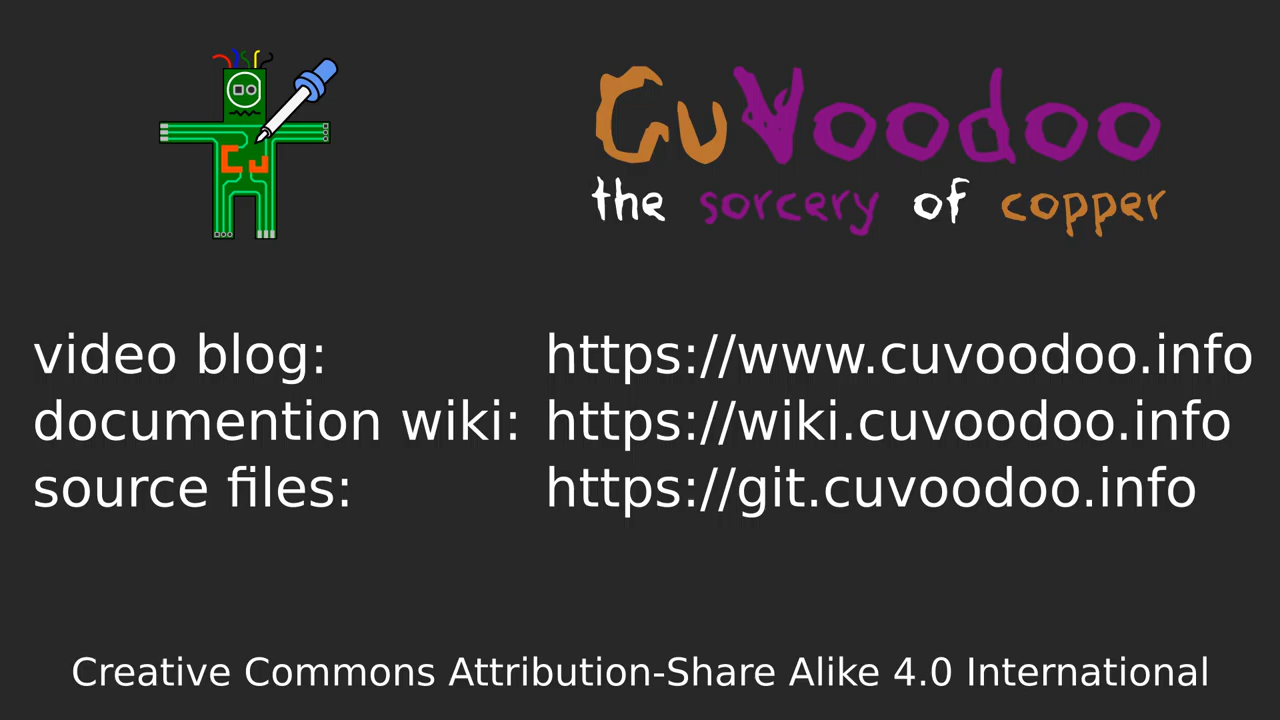 Cu
CuVoodoo
the sorcery of copper
video blog: https://www.cuvoodoo.info
documention wiki: https://wiki.cuvoodoo.info
source files: https://git.cuvoodoo.info
Creative Commons Attribution-Share Alike 4.0 International